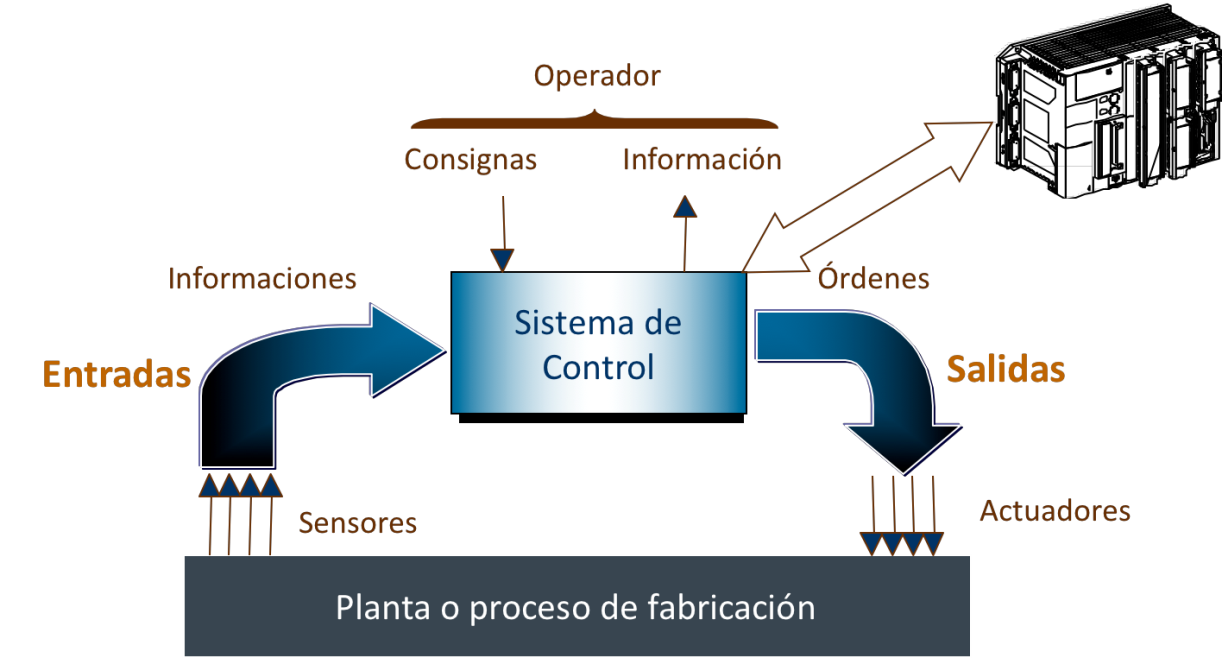 Operador
Consignas
Información
Informaciones
Órdenes
Sistema de
Control
Entradas
Salidas
Sensores
Actuadores
Planta o proceso de fabricación